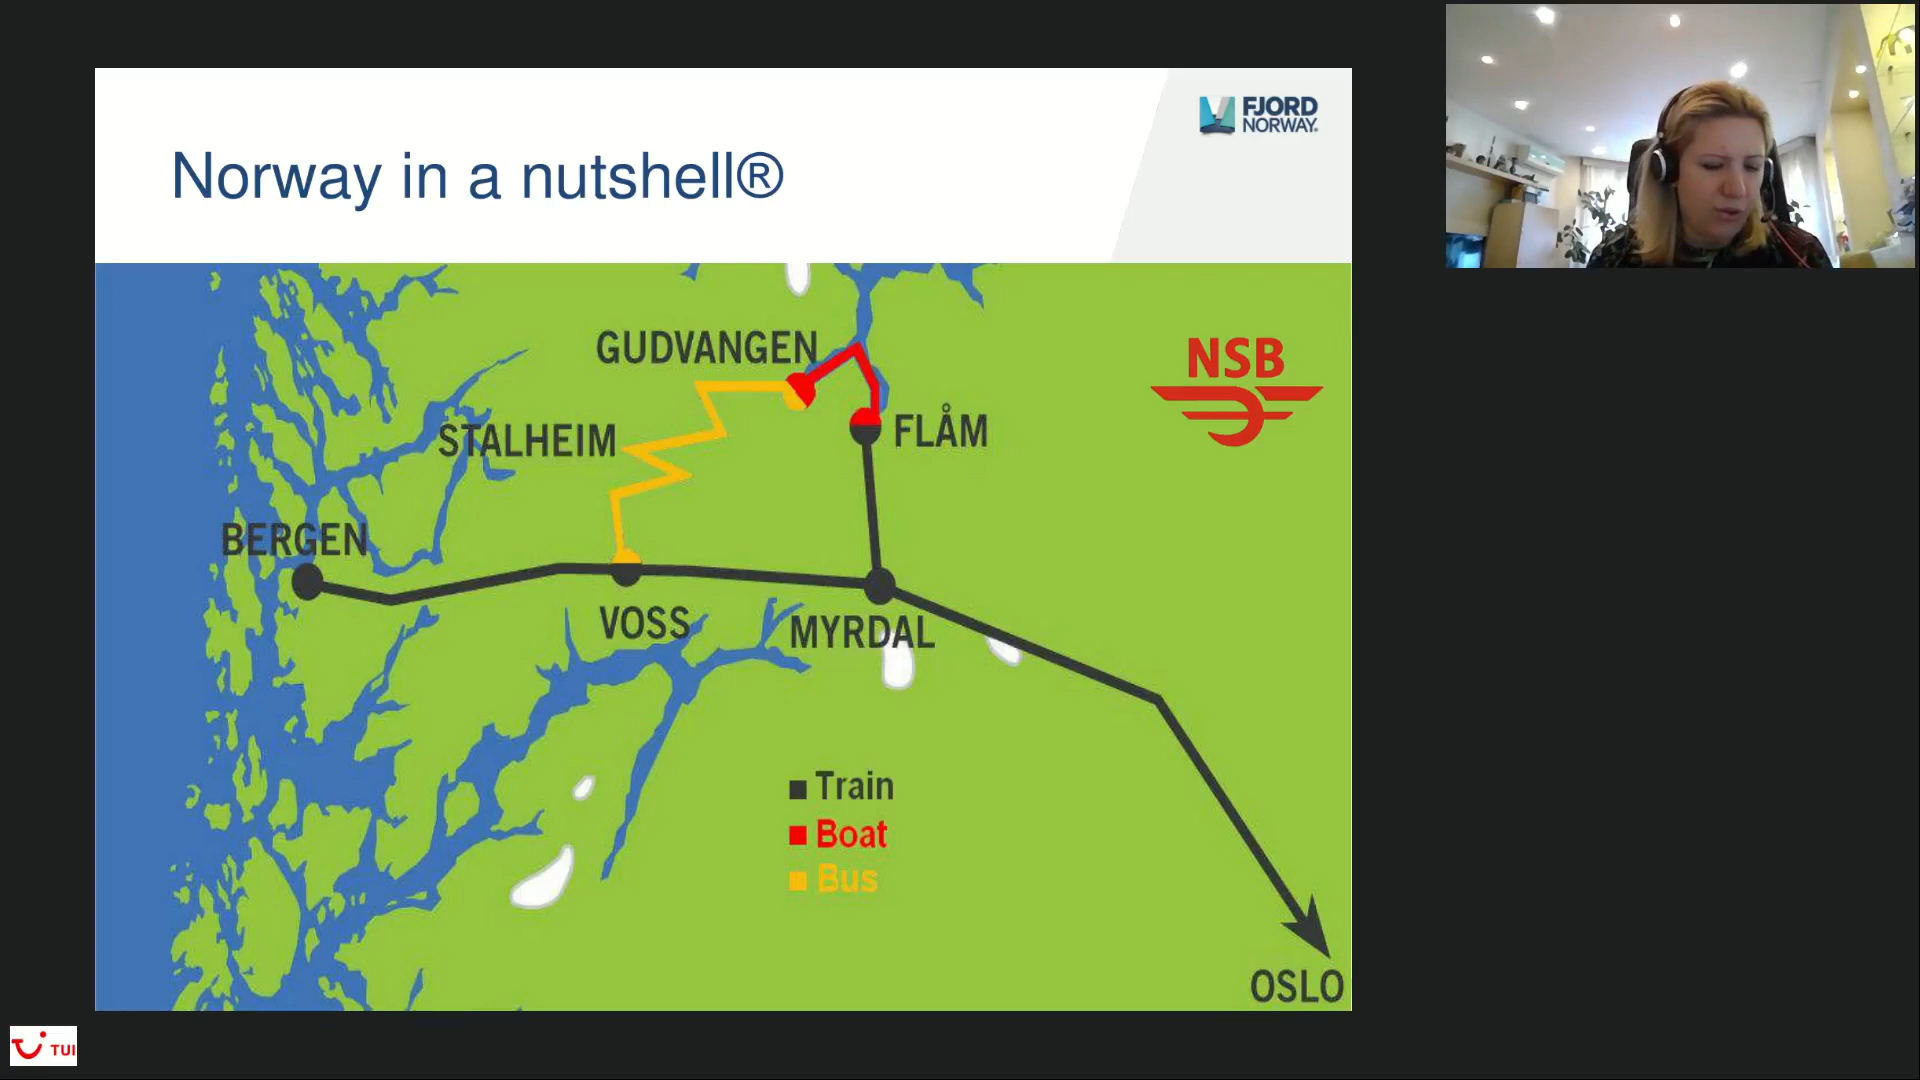 FJORD
NORWAY®
Norway in a nutshell®
GUDVANGEN
NSB
STALHEIM
FLÅM
BERGEN
VOSS
MYRDAL
Train
Boat
Bus
OSLO
TUI